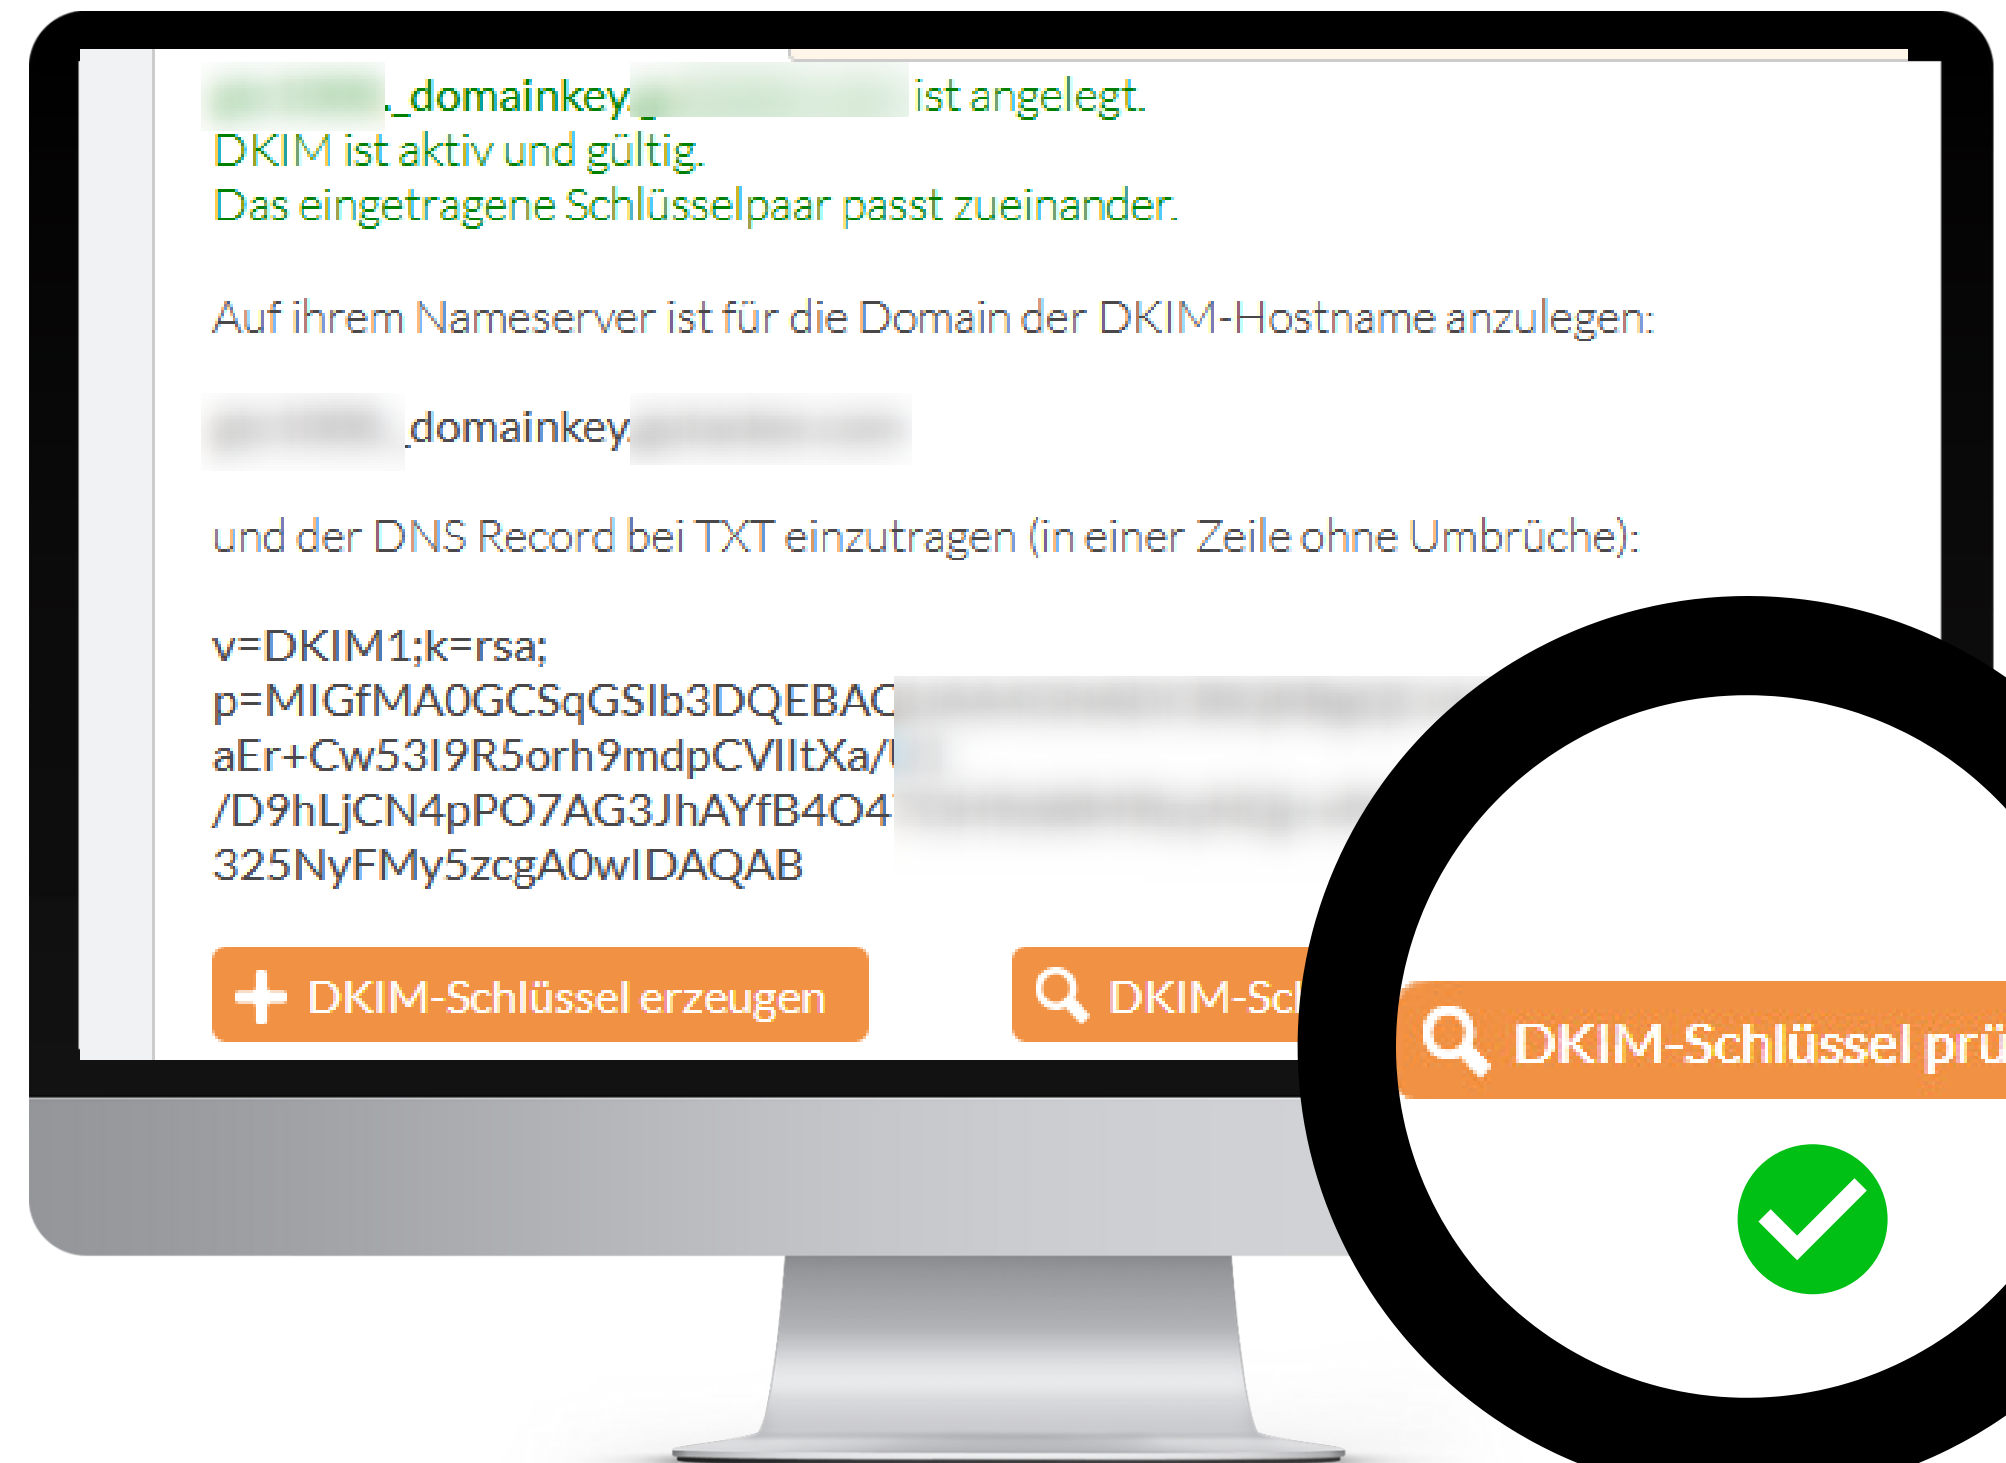 ._domainkey. ist angelegt.
DKIM ist aktiv und gültig.
Das eingetragene Schlüsselpaar passt zueinander.
Auf ihrem Nameserver ist für die Domain der DKIM-Hostname anzulegen:
_domainkey.
und der DNS Record bei TXT einzutragen (in einer Zeile ohne Umbrüche):
v=DKIM1;k=rsa;
p=MIGfMA0GCSqGSIb3DQEBAQ
aEr+Cw53I9R5orh9mdpCVIItXa/
/D9hLjCN4pPO7AG3JhAYfB4O4
325NyFMy5zcgA0wIDAQAB
DKIM-Schlüssel erzeugen
DKIM-Sc
DKIM-Schlüssel prü